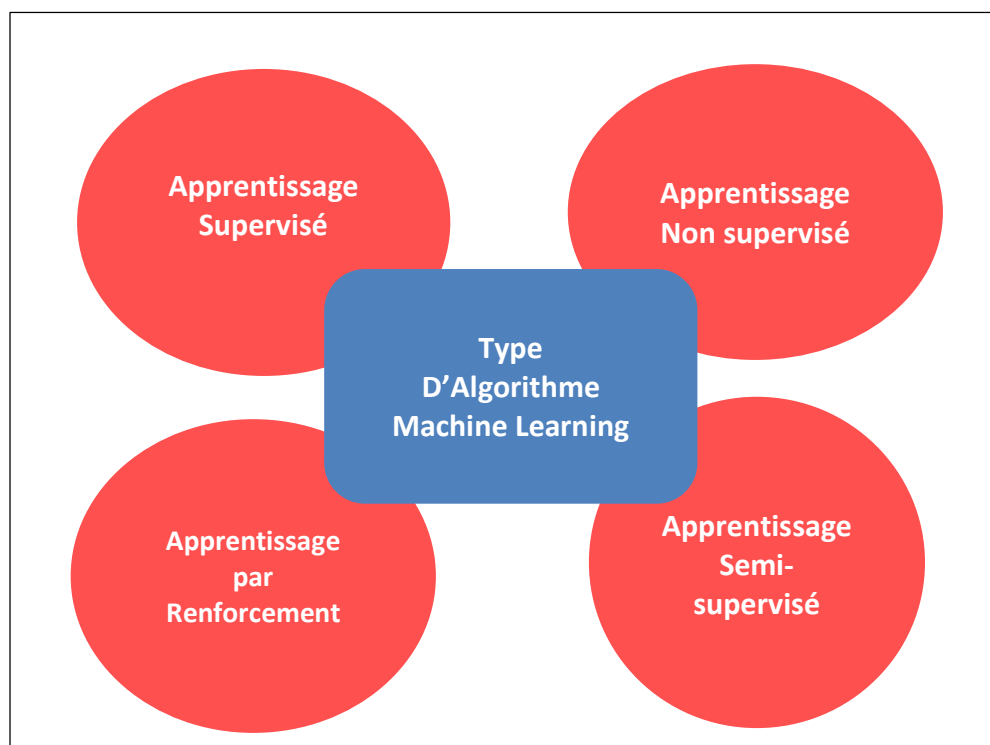 Apprentissage
Supervisé
Apprentissage
Non supervisé
Type
D’Algorithme
Machine Learning
Apprentissage
par
Renforcement
Apprentissage
Semi-
supervisé